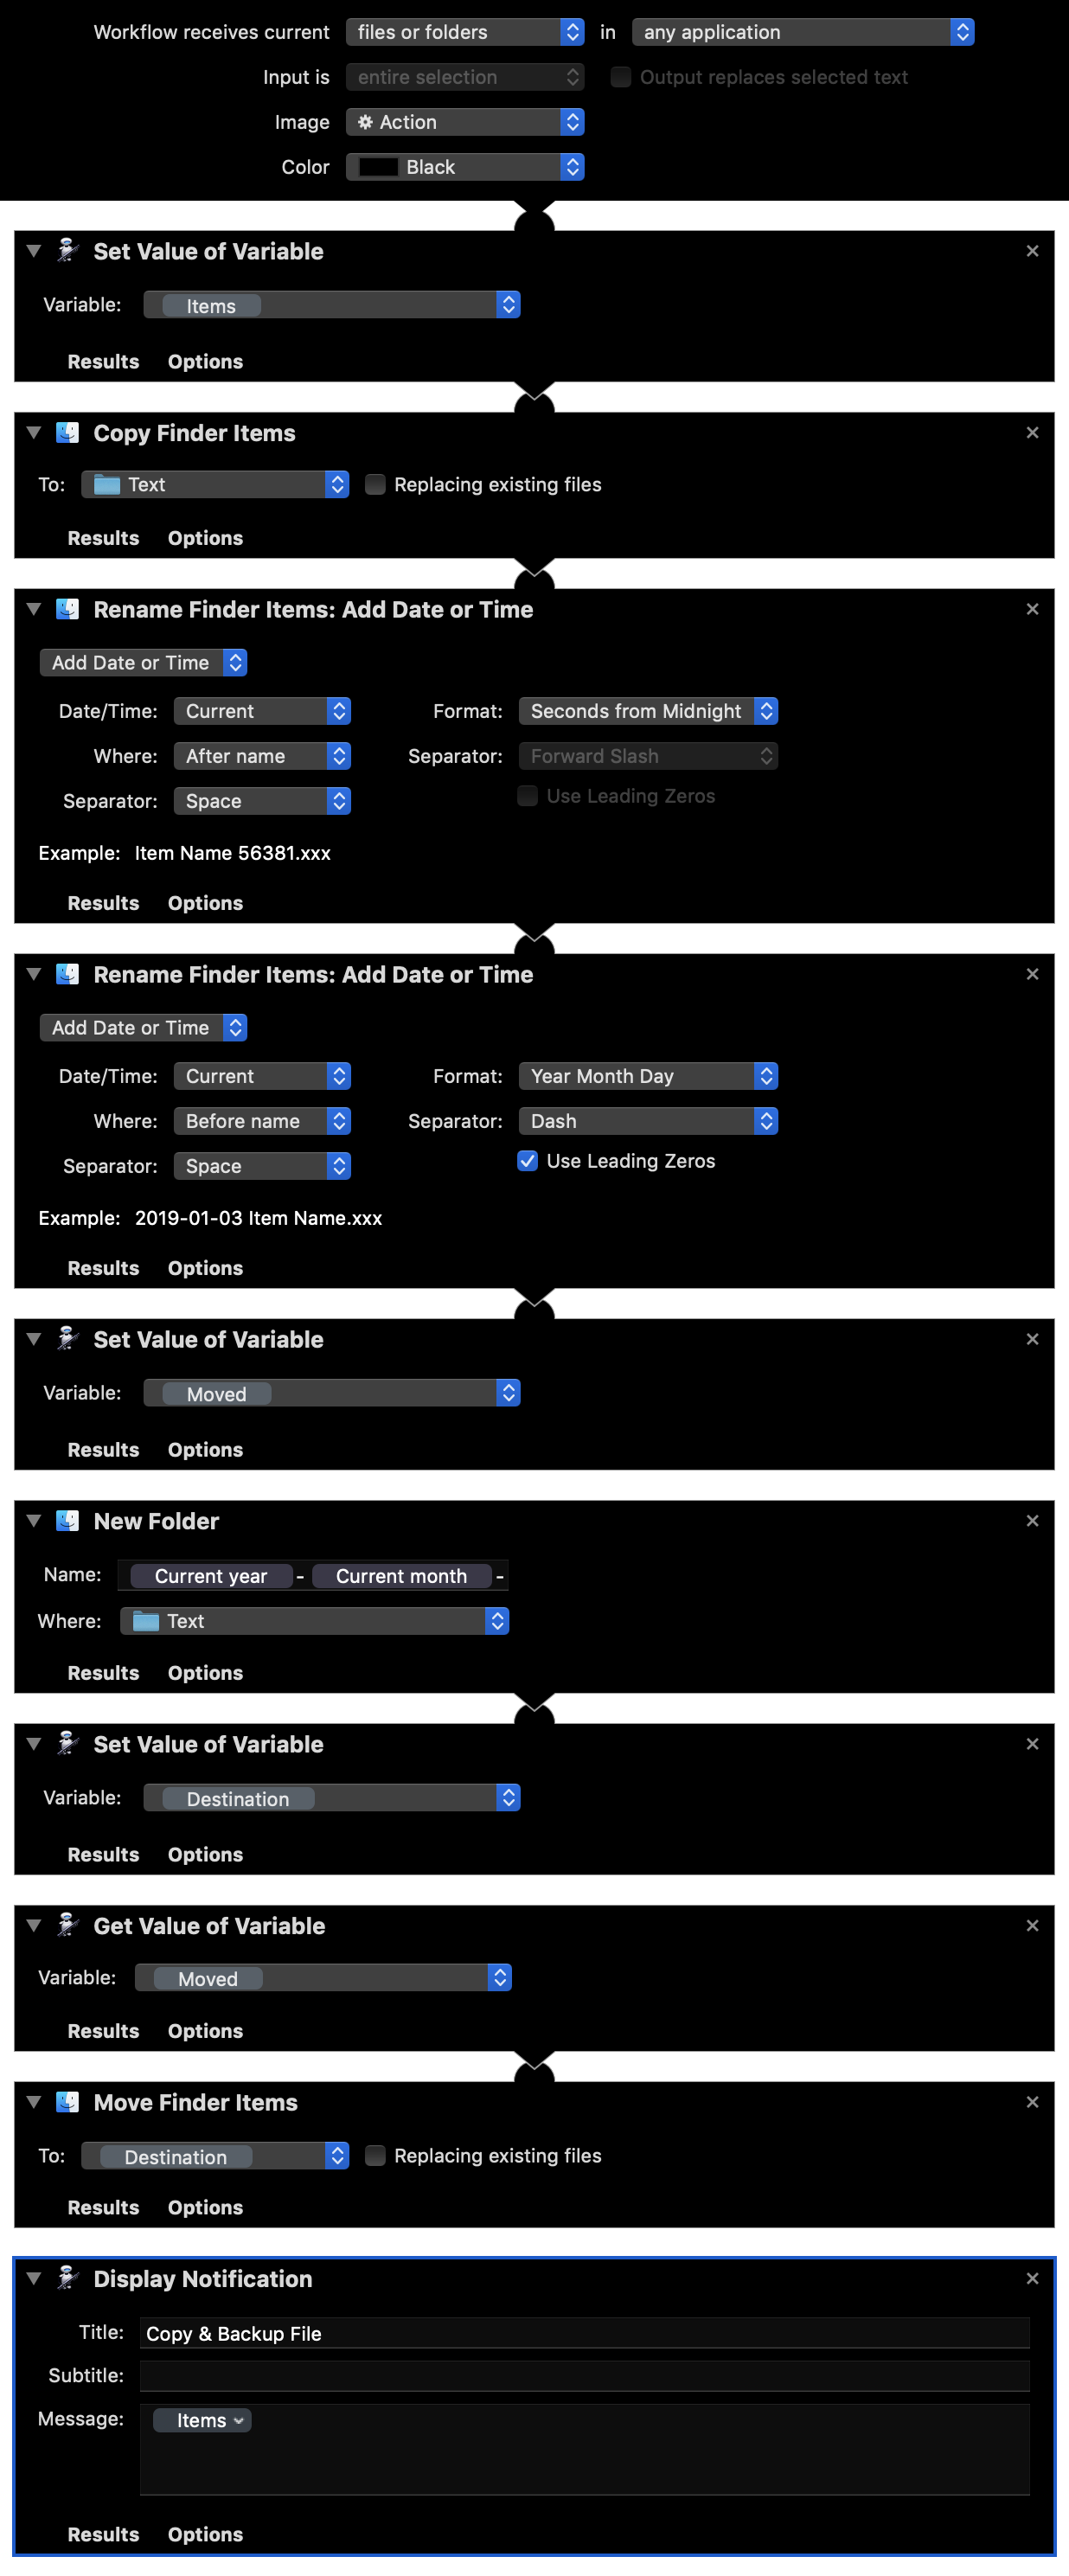 Workflow receives current files or folders in any application
Input is entire selection Output replaces selected text
Image Action
Color Black
Set Value of Variable
Variable: Items
Results Options
Copy Finder Items
To: Text Replacing existing files
Results Options
Rename Finder Items: Add Date or Time
Add Date or Time
Date/Time: Current Format: Seconds from Midnight
Where: After name Separator: Forward Slash
Separator: Space Use Leading Zeros
Example: Item Name 56381.xxx
Results Options
Rename Finder Items: Add Date or Time
Add Date or Time
Date/Time: Current Format: Year Month Day
Where: Before name Separator: Dash
Separator: Space Use Leading Zeros
Example: 2019-01-03 Item Name.xxx
Results Options
Set Value of Variable
Variable: Moved
Results Options
New Folder
Name: Current year - Current month -
Where: Text
Results Options
Set Value of Variable
Variable: Destination
Results Options
Get Value of Variable
Variable: Moved
Results Options
Move Finder Items
To: Destination Replacing existing files
Results Options
Display Notification
Title: Copy & Backup File
Subtitle:
Message: Items
Results Options